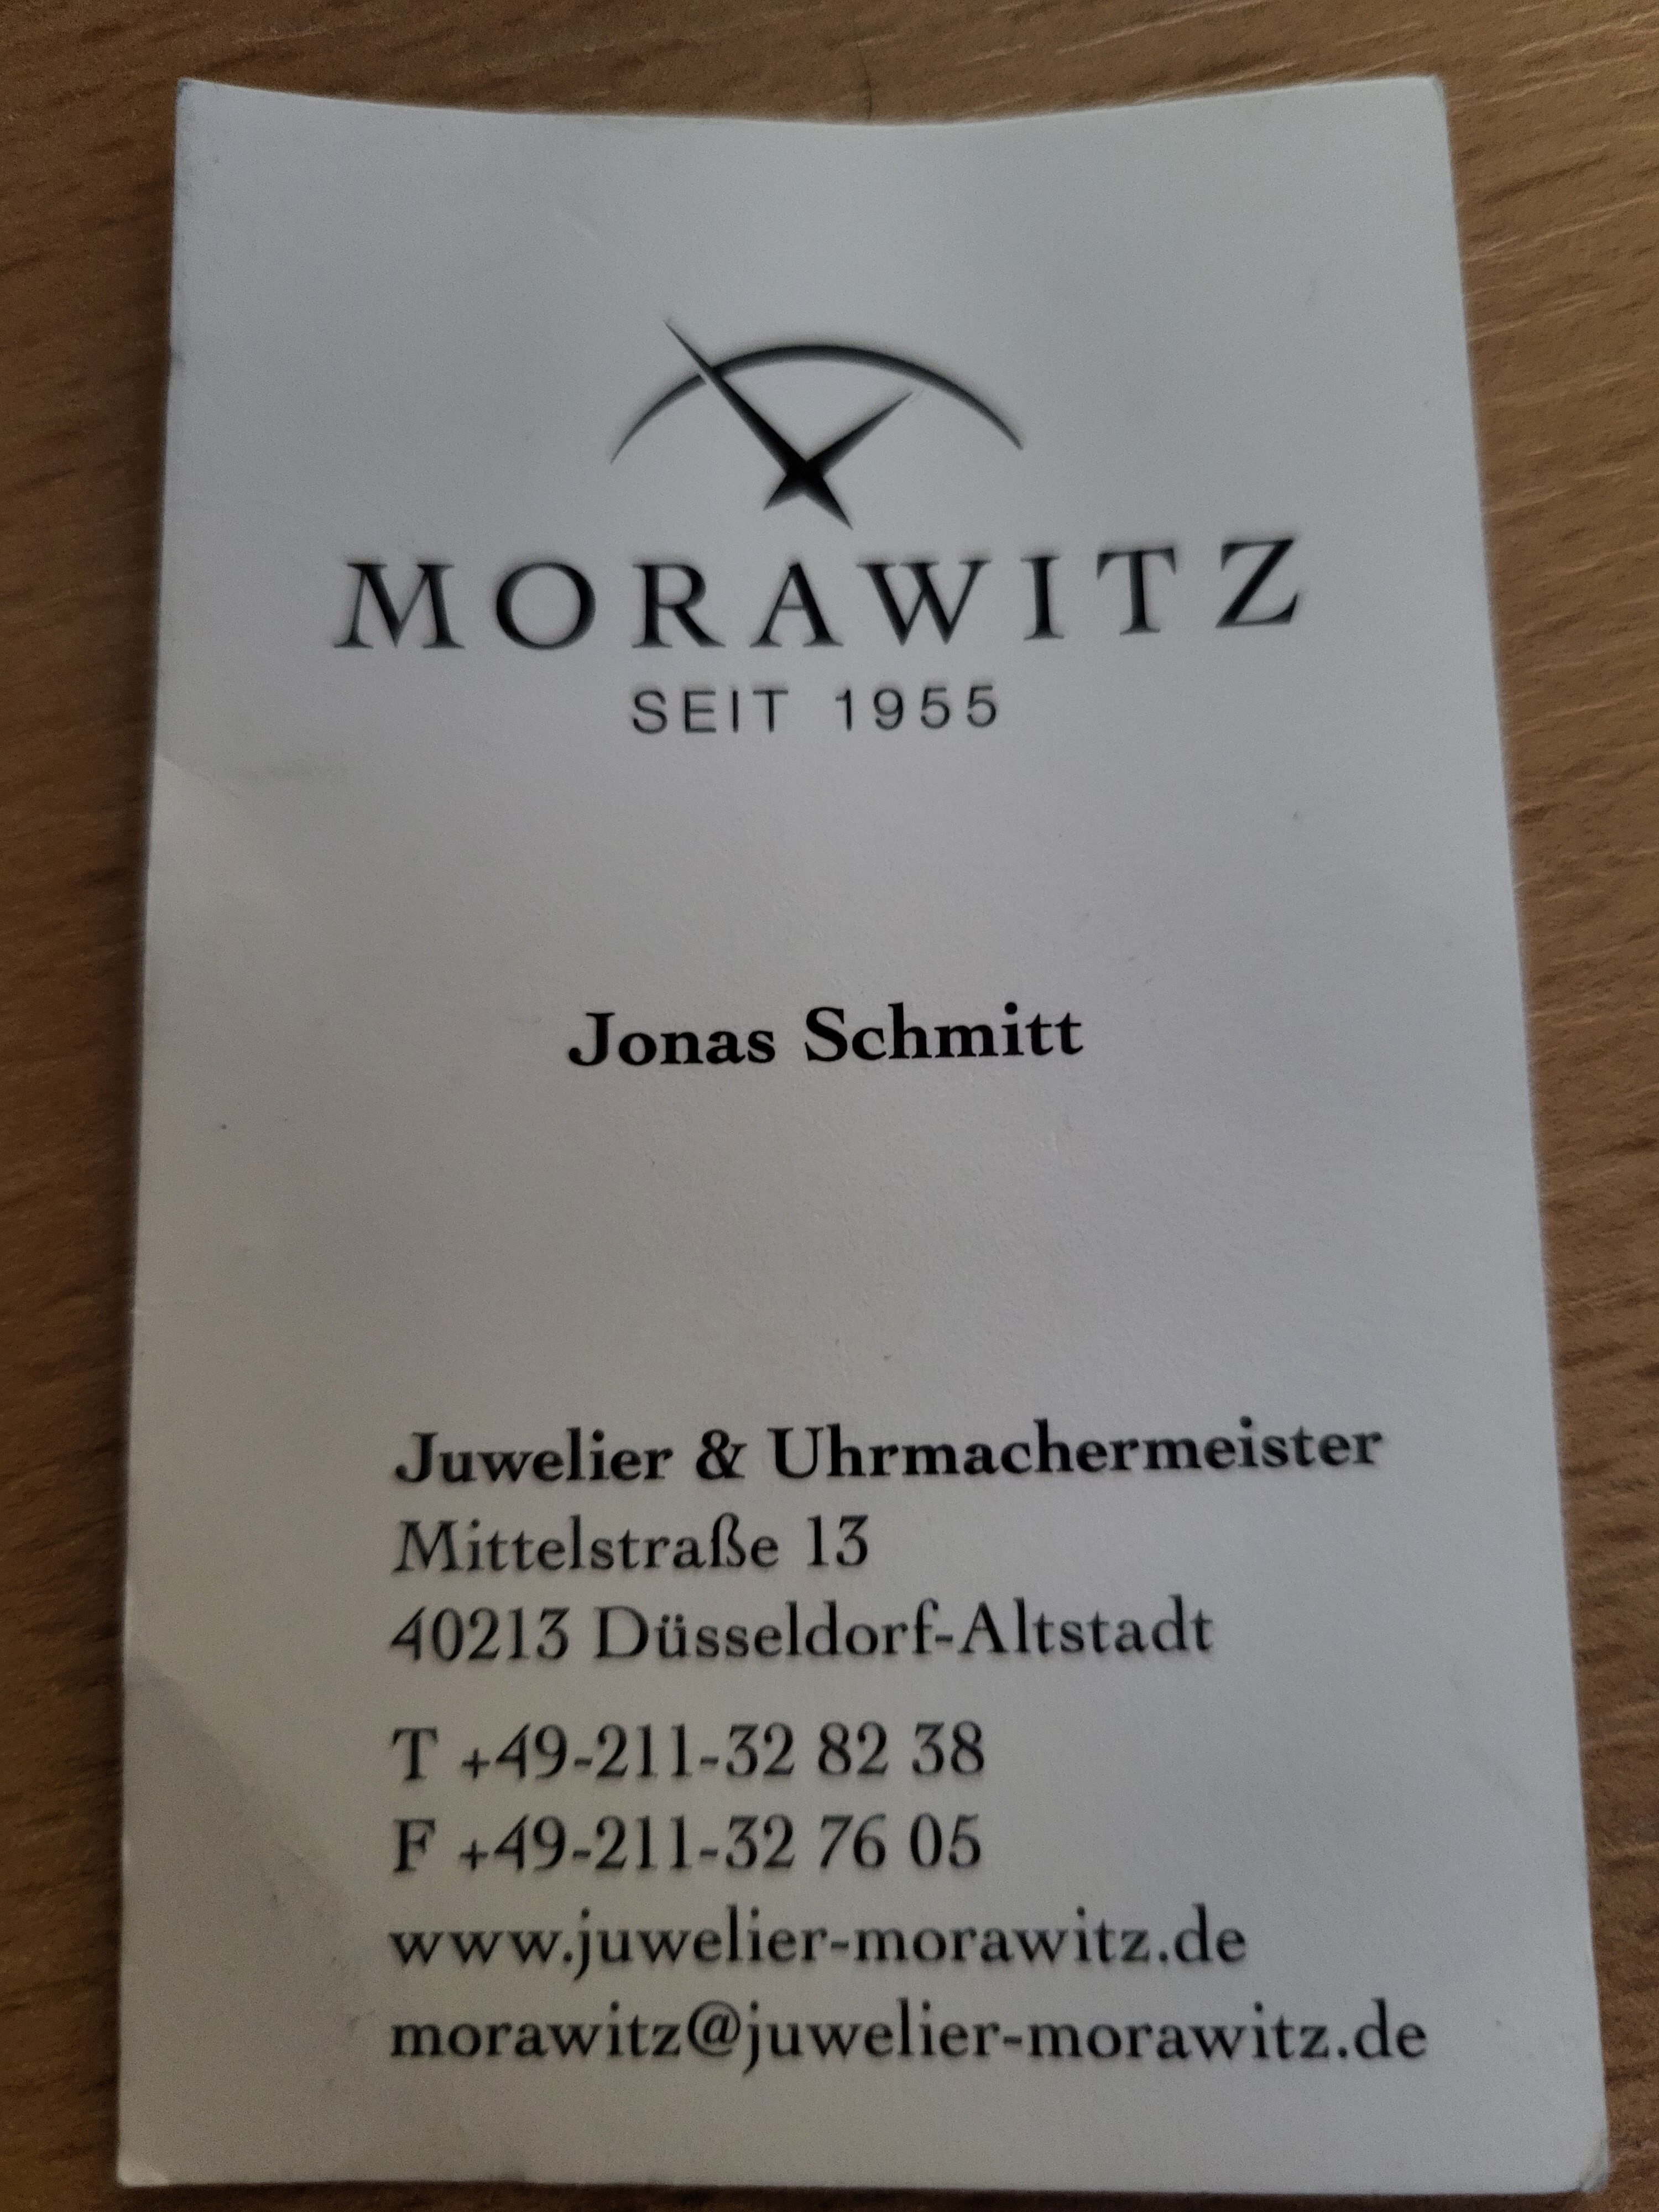 MORAWITZ
SEIT 1955
Jonas Schmitt
Juwelier & Uhrmachermeister
Mittelstraße 13
40213 Düsseldorf-Altstadt
T +49-211-32 82 38
F +49-211-32 76 05
www.juwelier-morawitz.de
morawitz@juwelier-morawitz.de